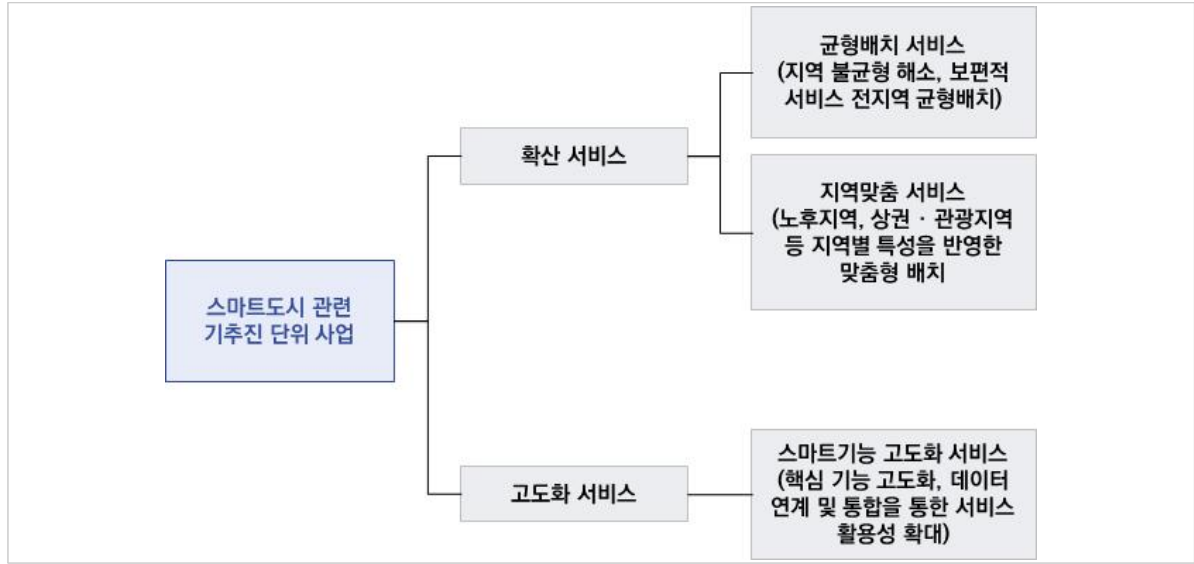 스마트도시 관련
기추진 단위 사업
확산 서비스
균형배치 서비스
(지역 불균형 해소, 보편적
서비스 전지역 균형배치)
지역맞춤 서비스
(노후지역, 상권 · 관광지역
등 지역별 특성을 반영한
맞춤형 배치
고도화 서비스
스마트기능 고도화 서비스
(핵심 기능 고도화, 데이터
연계 및 통합을 통한 서비스
활용성 확대)